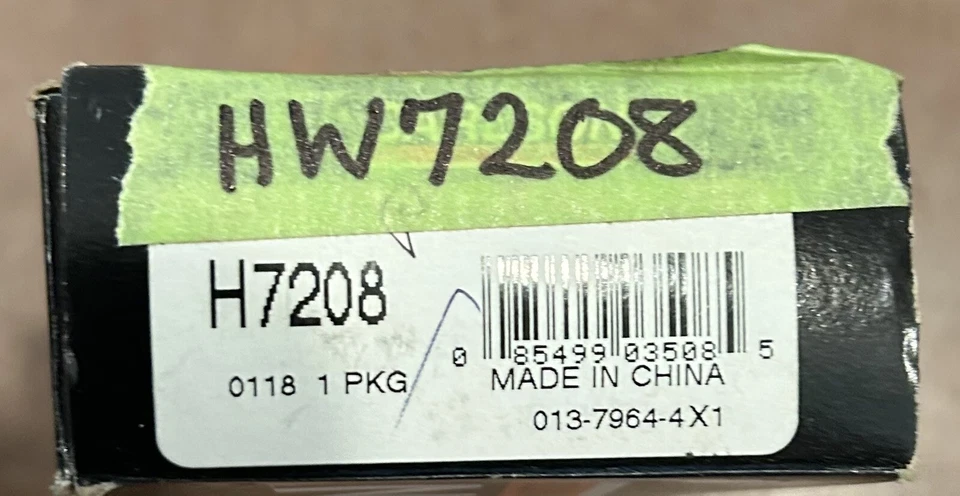 HW7208
H7208
0 85499 03508 5
0118 1 PKG
MADE IN CHINA
013-7964-4X1